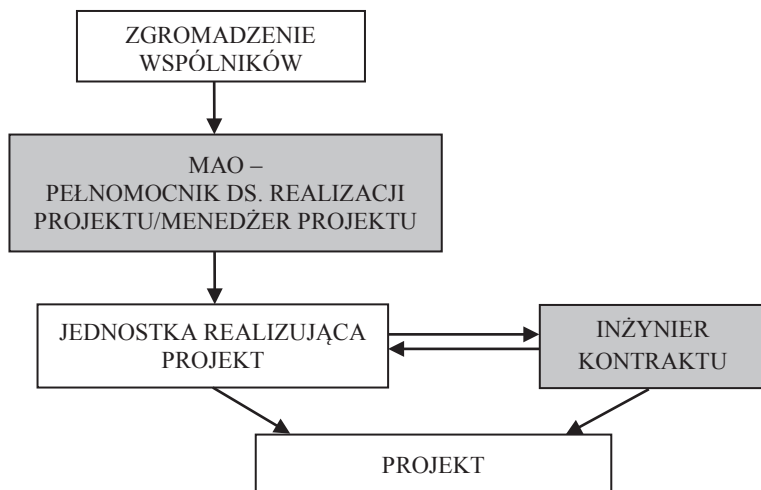 ZGROMADZENIE
WSPÓLNIKÓW
MAO –
PEŁNOMOCNIK DS. REALIZACJI
PROJEKTU/MENEDŻER PROJEKTU
JEDNOSTKA REALIZUJĄCA
PROJEKT
INŻYNIER
KONTRAKTU
PROJEKT